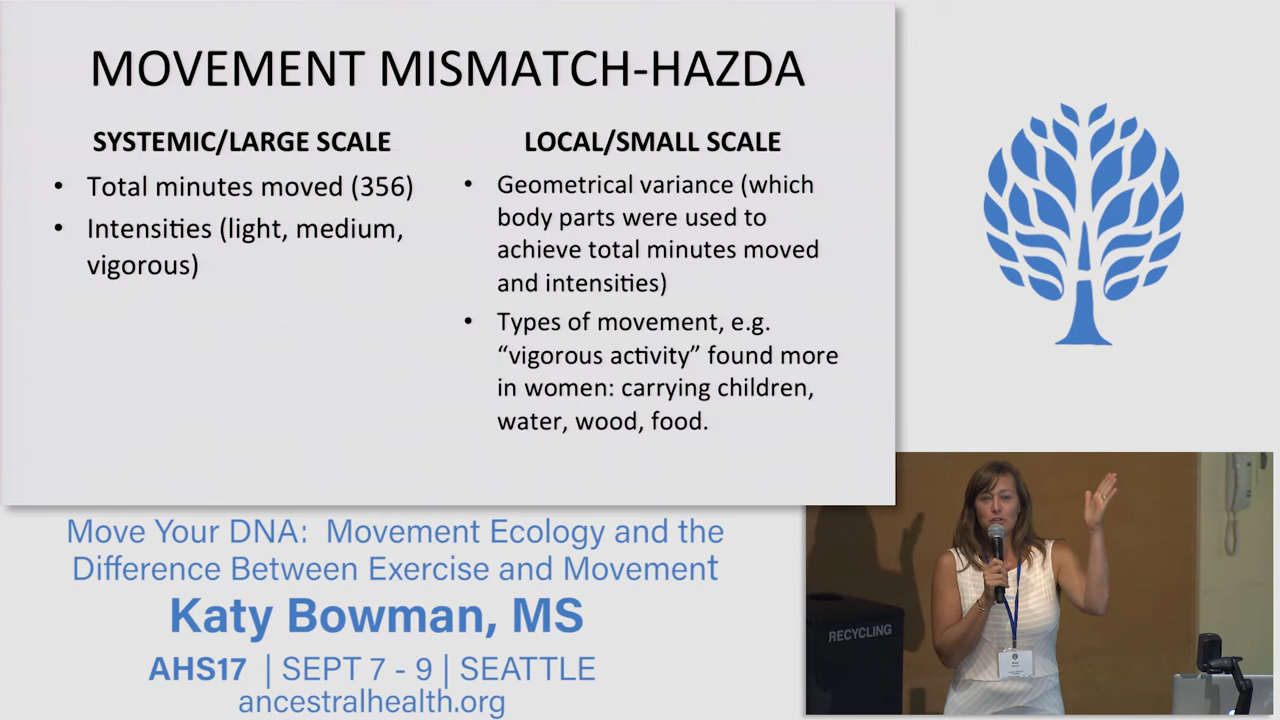 MOVEMENT MISMATCH-HAZDA
SYSTEMIC/LARGE SCALE
• Total minutes moved (356)
• Intensities (light, medium,
vigorous)
LOCAL/SMALL SCALE
• Geometrical variance (which
body parts were used to
achieve total minutes moved
and intensities)
• Types of movement, e.g.
“vigorous activity” found more
in women: carrying children,
water, wood, food.
Move Your DNA: Movement Ecology and the
Difference Between Exercise and Movement
Katy Bowman, MS
AHS17 | SEPT 7 - 9 | SEATTLE
ancestralhealth.org
RECYCLING